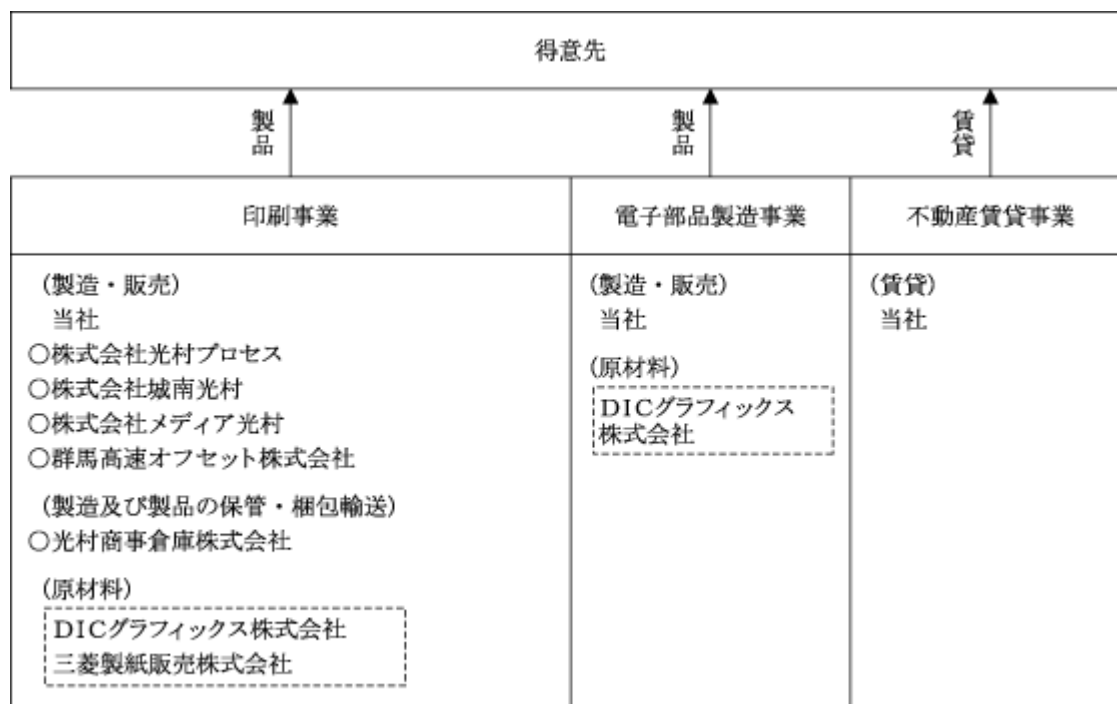 得意先
製品
製品
賃貸
印刷事業
電子部品製造事業
不動産賃貸事業
(製造・販売)
当社
○株式会社光村プロセス
○株式会社城南光村
○株式会社メディア光村
○群馬高速オフセット株式会社
(製造及び製品の保管・梱包輸送)
○光村商事倉庫株式会社
(原材料)
DICグラフィックス株式会社
三菱製紙販売株式会社
(製造・販売)
当社
(原材料)
DICグラフィックス
株式会社
(賃貸)
当社